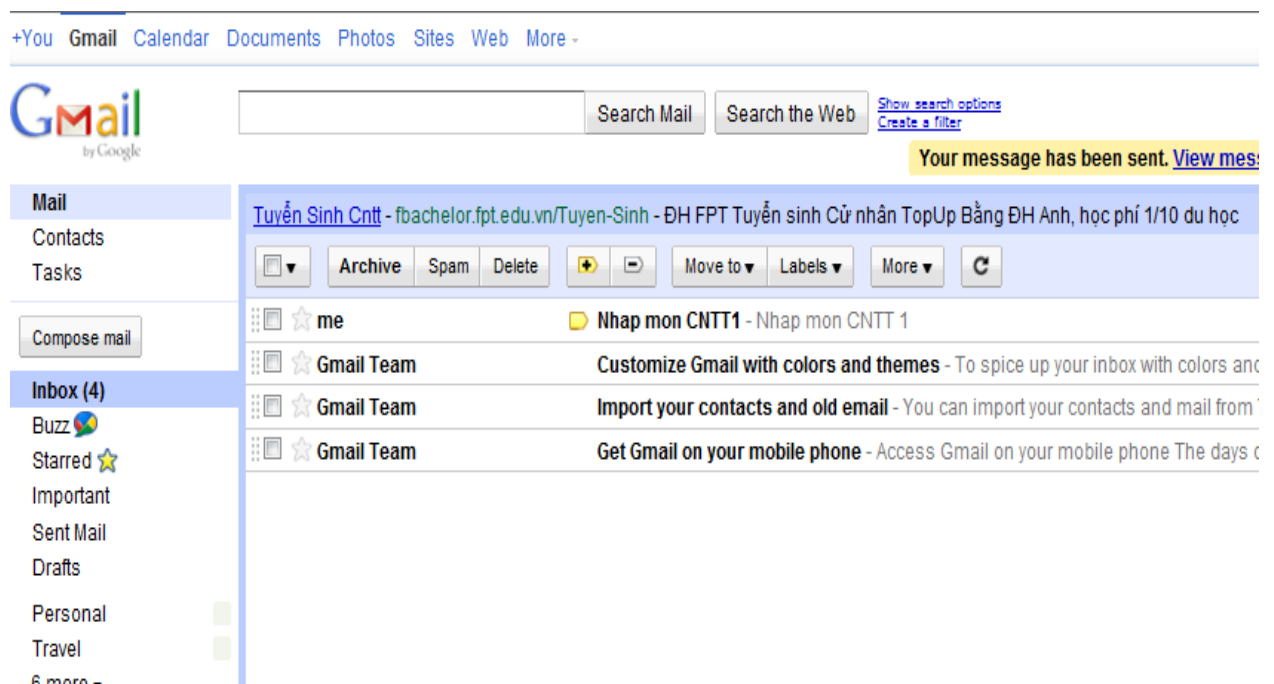 +You Gmail Calendar Documents Photos Sites Web More
Gmail
by Google
Search Mail Search the Web Show search options
Create a filter
Your message has been sent. View mess
Mail
Contacts
Tasks
Compose mail
Inbox (4)
Buzz
Starred
Important
Sent Mail
Drafts
Personal
Travel
6 more
Tuyển Sinh Cntt - fbachelor.fpt.edu.vn/Tuyen-Sinh - ĐH FPT Tuyển sinh Cử nhân TopUp Bằng ĐH Anh, học phí 1/10 du học
Archive Spam Delete Move to Labels More
me Nhap mon CNTT1 - Nhap mon CNTT 1
Gmail Team Customize Gmail with colors and themes - To spice up your inbox with colors and
Gmail Team Import your contacts and old email - You can import your contacts and mail from
Gmail Team Get Gmail on your mobile phone - Access Gmail on your mobile phone The days